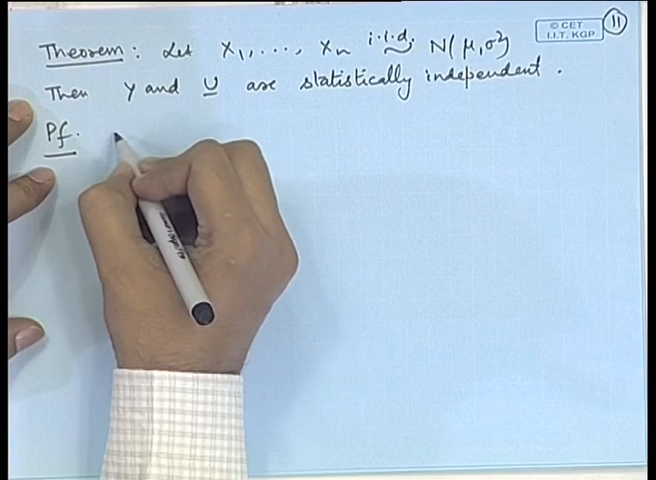 Theorem : Let X₁, ..., Xₙ i.i.d. ~ N(μ, σ²)
Then Y and U are statistically independent.
Pf.
© CET
I.I.T. KGP
11